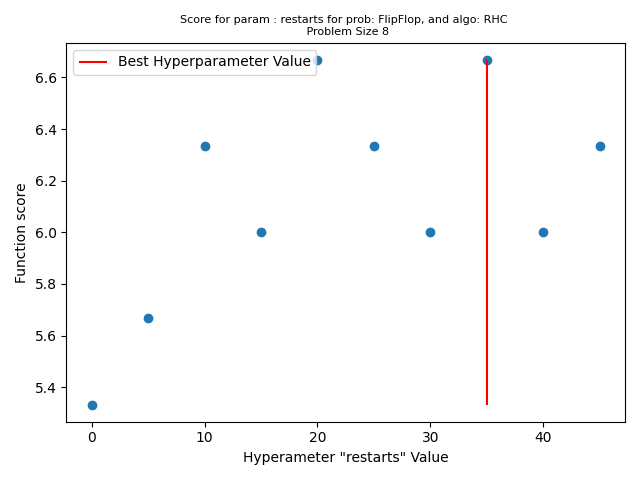 Score for param : restarts for prob: FlipFlop, and algo: RHC
Problem Size 8
Best Hyperparameter Value
6.6
6.4
6.2
6.0
5.8
5.6
5.4
Function score
0
10
20
30
40
Hyperameter "restarts" Value